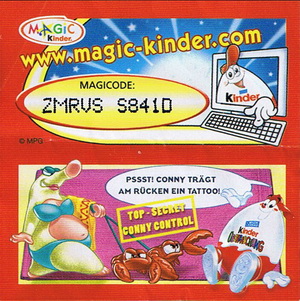 MAGiC
Kinder
www.magic-kinder.com
MAGICODE:
ZMRVS S841D
Kinder
© MPG
PSSST! CONNY TRÄGT
AM RÜCKEN EIN TATTOO!
TOP-SECRET
CONNY CONTROL
Kinder